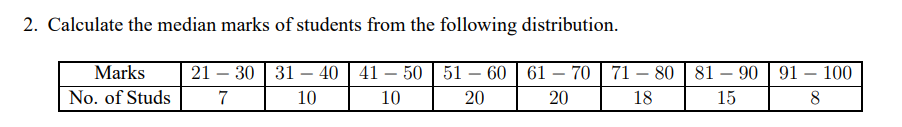 2. Calculate the median marks of students from the following distribution.
Marks 21 – 30 31 – 40 41 – 50 51 – 60 61 – 70 71 – 80 81 – 90 91 – 100
No. of Studs 7 10 10 20 20 18 15 8